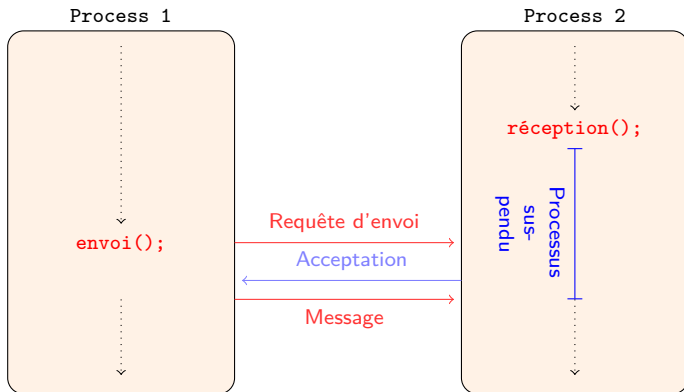 Process 1
Process 2
réception();
Processus
sus-
pendu
envoi();
Requête d'envoi
Acceptation
Message